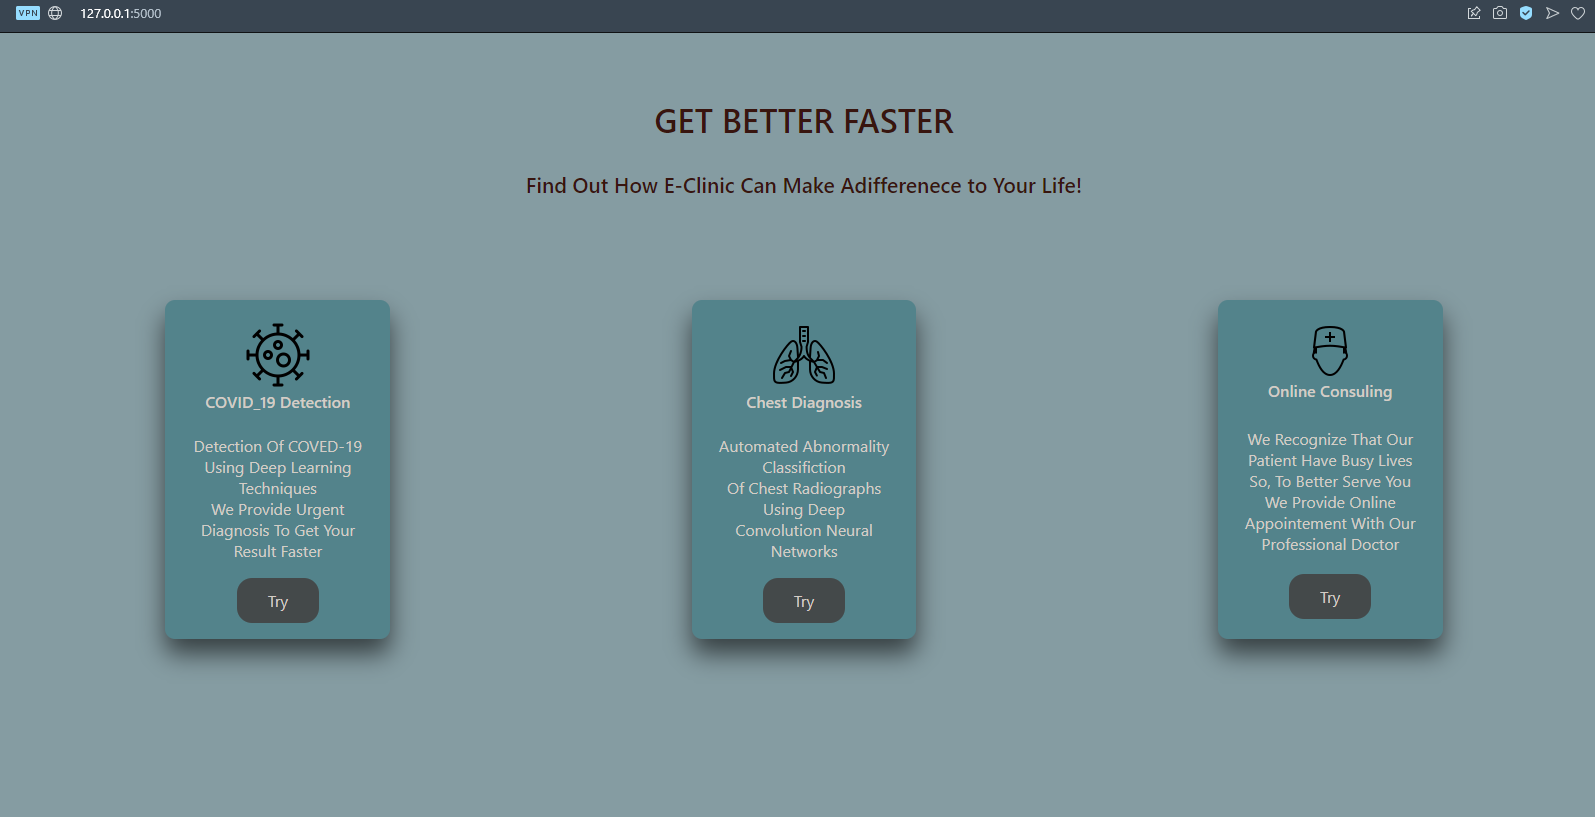 VPN 127.0.0.1:5000
GET BETTER FASTER
Find Out How E-Clinic Can Make Adifferenece to Your Life!
COVID_19 Detection
Detection Of COVED-19
Using Deep Learning
Techniques
We Provide Urgent
Diagnosis To Get Your
Result Faster
Try
Chest Diagnosis
Automated Abnormality
Classifiction
Of Chest Radiographs
Using Deep
Convolution Neural
Networks
Try
Online Consuling
We Recognize That Our
Patient Have Busy Lives
So, To Better Serve You
We Provide Online
Appointement With Our
Professional Doctor
Try